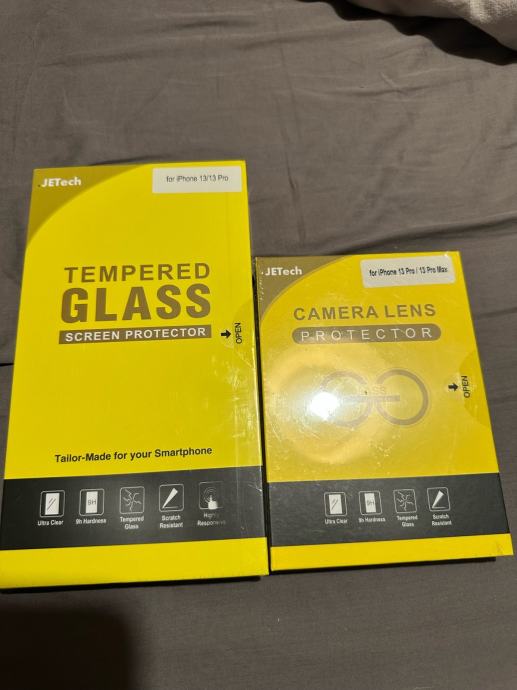 JETech
for iPhone 13/13 Pro
TEMPERED
GLASS
SCREEN PROTECTOR
OPEN
Tailor-Made for your Smartphone
Ultra Clear
9H
9h Hardness
Tempered
Glass
Scratch
Resistant
Highly
Responsive
JETech
for iPhone 13 Pro / 13 Pro Max
CAMERA LENS
PROTECTOR
OPEN
Ultra Clear
9H
9h Hardness
Tempered
Glass
Scratch
Resistant